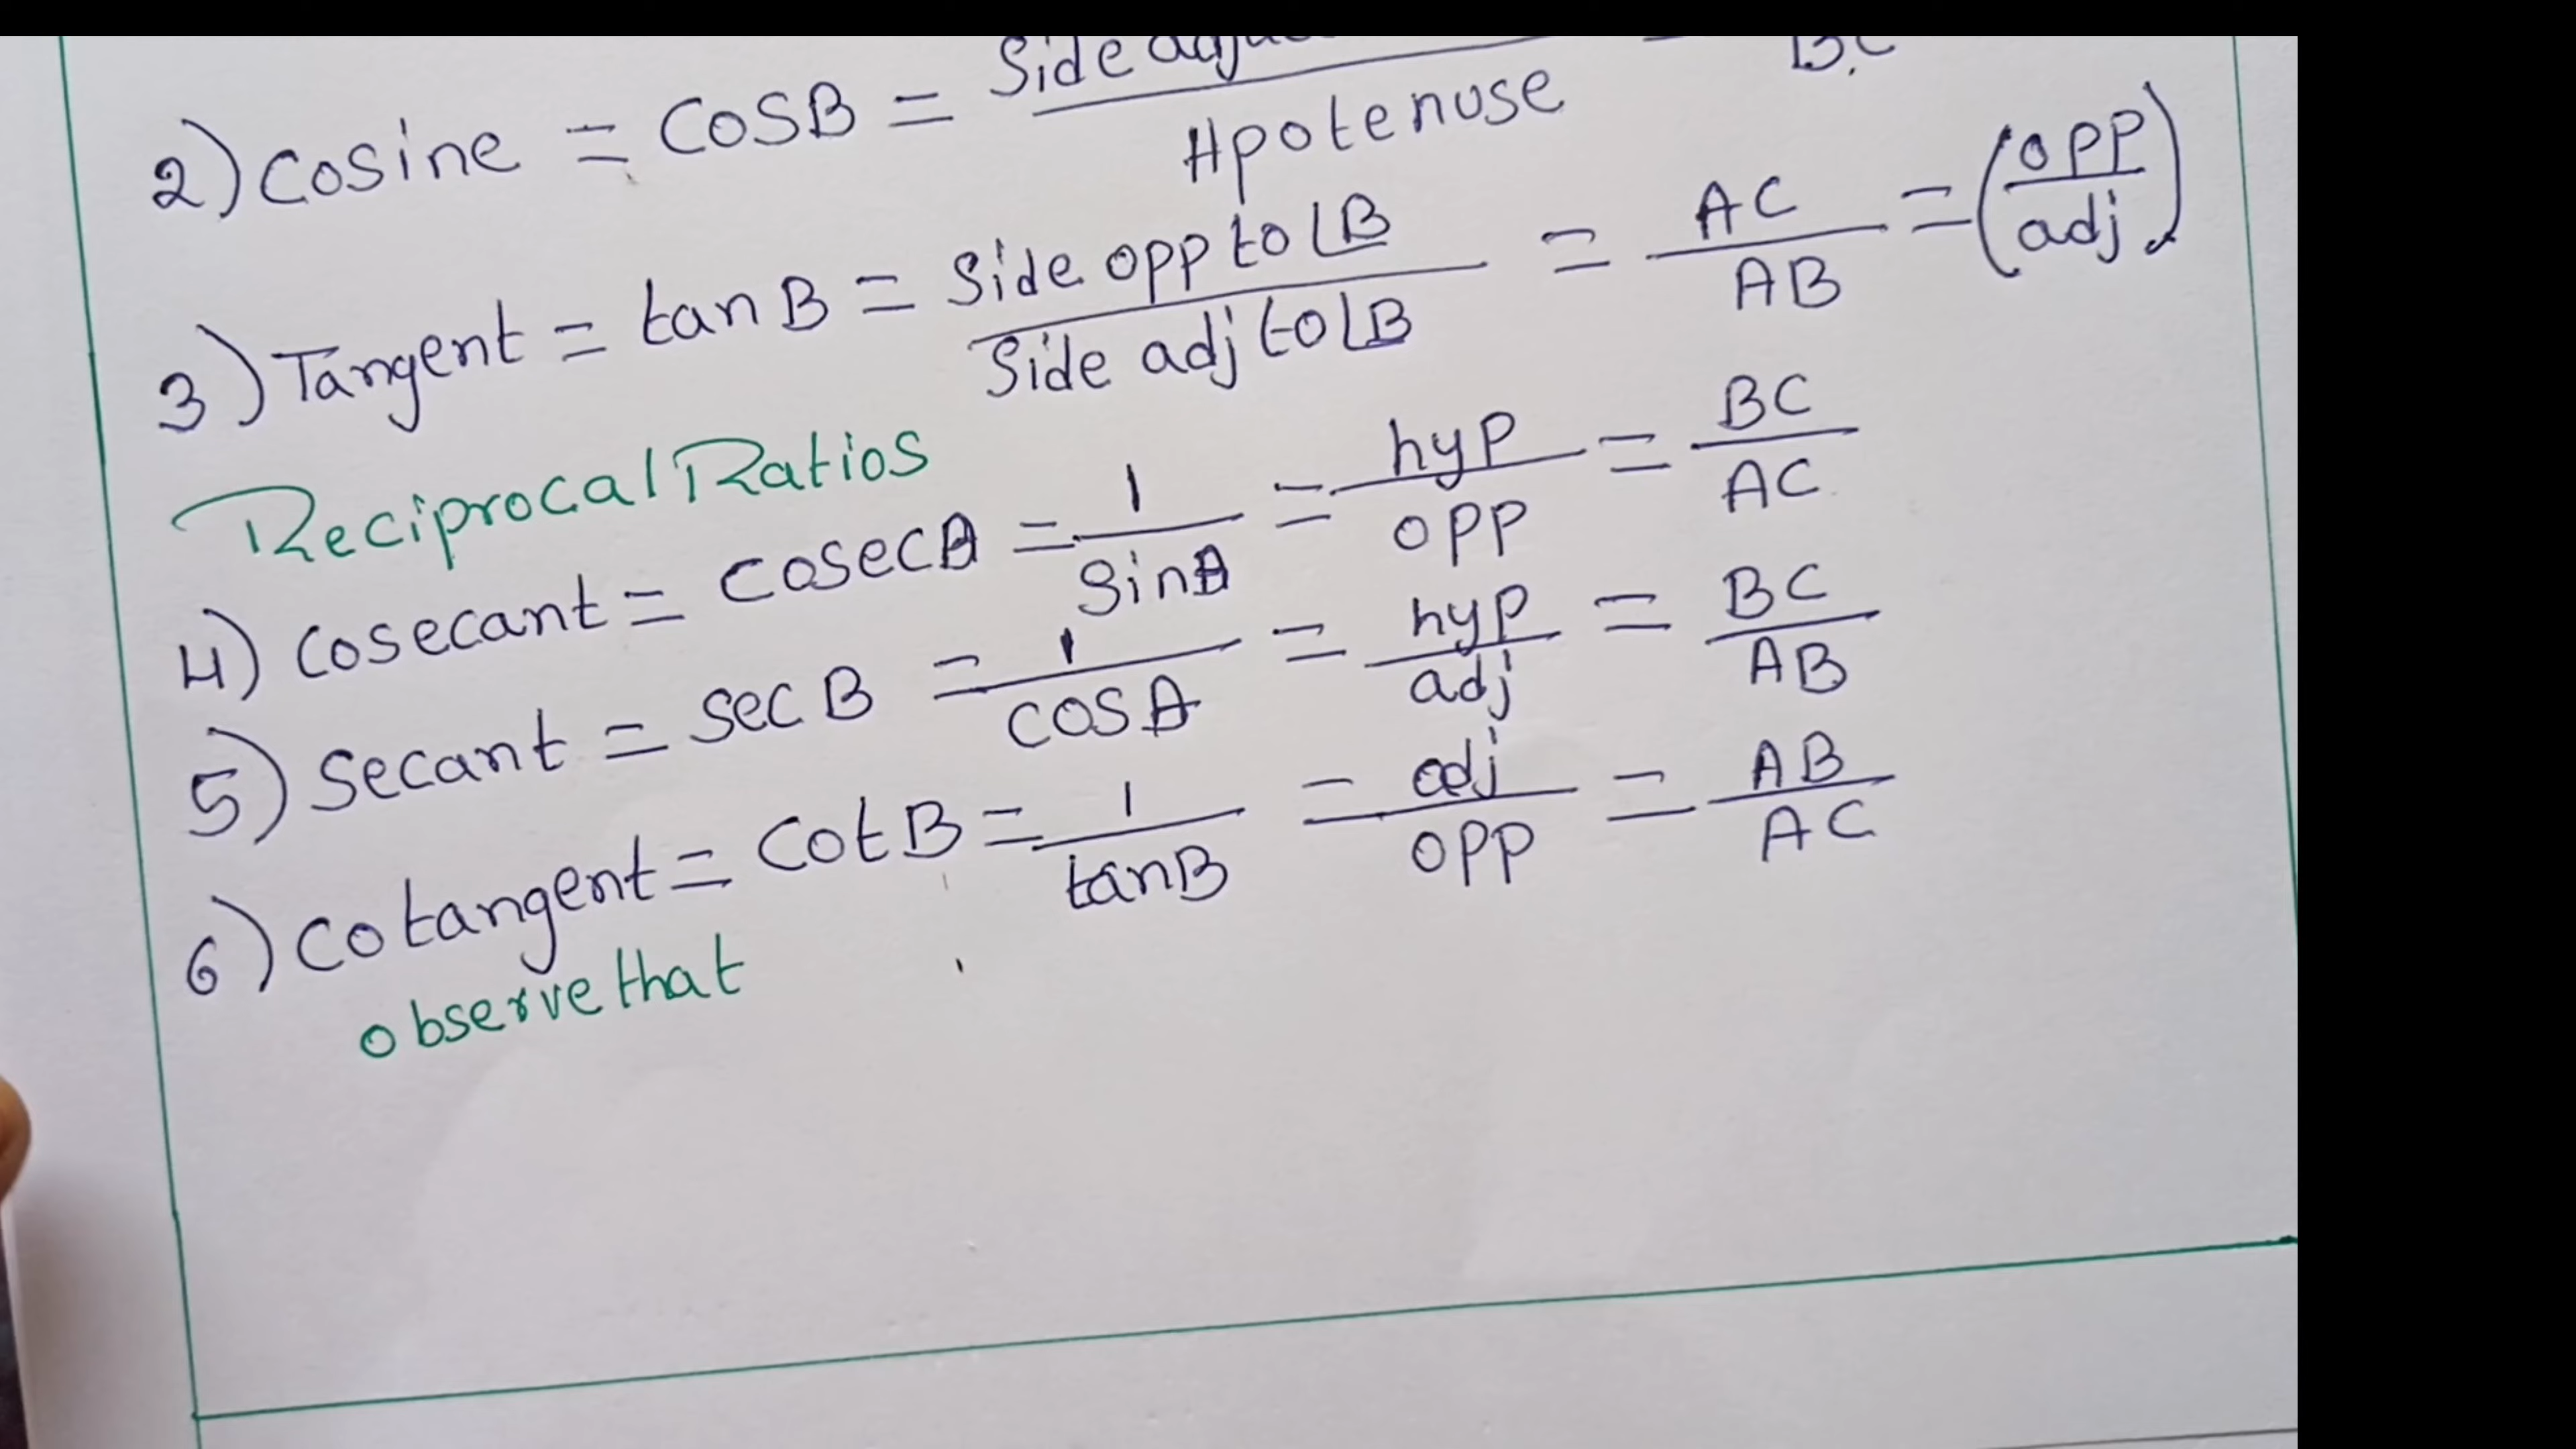 2) Cosine = COSB = Side / Hpotenuse = / BC
3) Tangent = tan B = Side opp to ∠B / Side adj to ∠B = AC / AB = (opp / adj)
Reciprocal Ratios
4) Cosecant = cosecA = 1 / SinA = hyp / opp = BC / AC
5) Secant = sec B = 1 / COSA = hyp / adj = BC / AB
6) Cotangent = Cot B = 1 / tanB = adj / opp = AB / AC
observe that